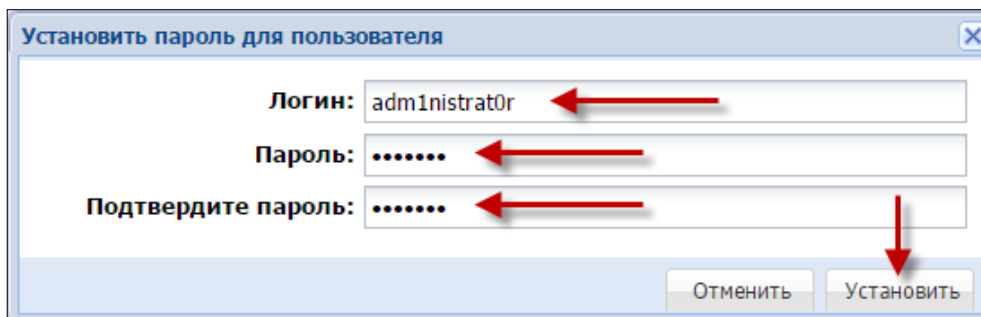 Установить пароль для пользователя
Логин: adm1nistrat0r
Пароль: •••••••
Подтвердите пароль: •••••••
Отменить Установить